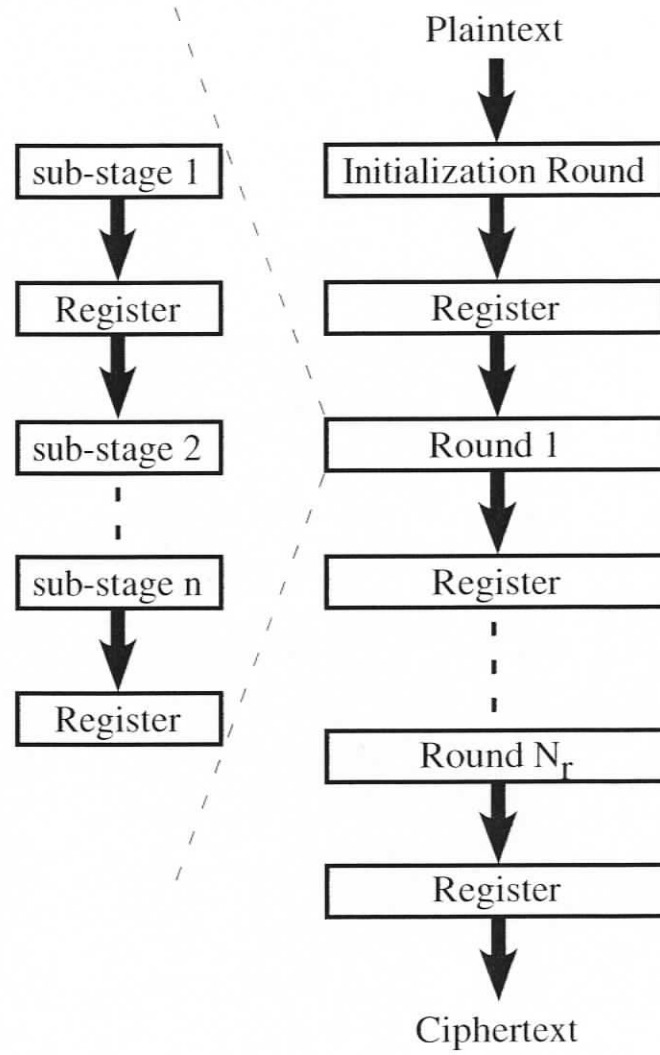 sub-stage 1
Register
sub-stage 2
sub-stage n
Register
Plaintext
Initialization Round
Register
Round 1
Register
Round N_r
Register
Ciphertext